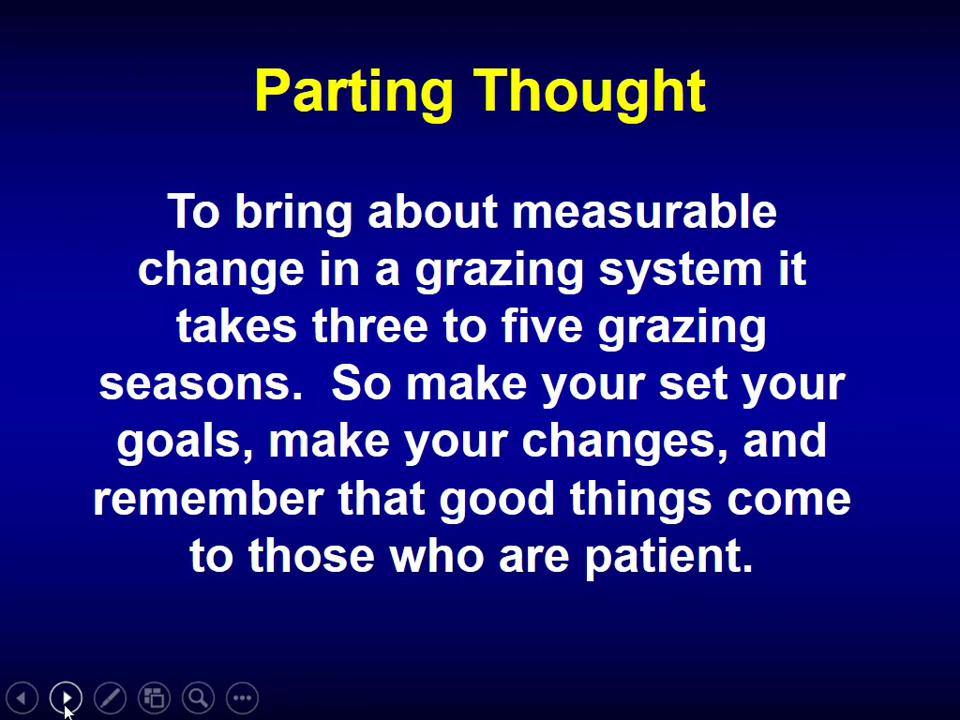 Parting Thought
To bring about measurable
change in a grazing system it
takes three to five grazing
seasons.  So make your set your
goals, make your changes, and
remember that good things come
to those who are patient.